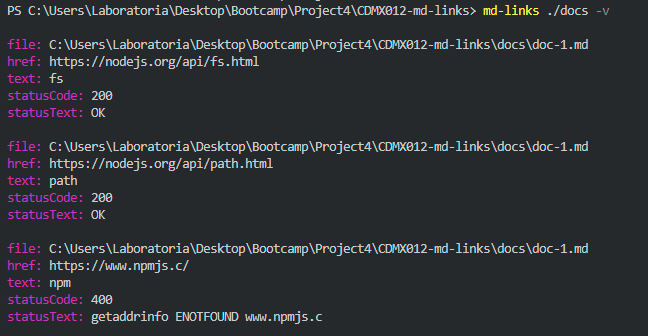 PS C:\Users\Laboratoria\Desktop\Bootcamp\Project4\CDMX012-md-links> md-links ./docs -v
file: C:\Users\Laboratoria\Desktop\Bootcamp\Project4\CDMX012-md-links\docs\doc-1.md
href: https://nodejs.org/api/fs.html
text: fs
statusCode: 200
statusText: OK
file: C:\Users\Laboratoria\Desktop\Bootcamp\Project4\CDMX012-md-links\docs\doc-1.md
href: https://nodejs.org/api/path.html
text: path
statusCode: 200
statusText: OK
file: C:\Users\Laboratoria\Desktop\Bootcamp\Project4\CDMX012-md-links\docs\doc-1.md
href: https://www.npmjs.c/
text: npm
statusCode: 400
statusText: getaddrinfo ENOTFOUND www.npmjs.c